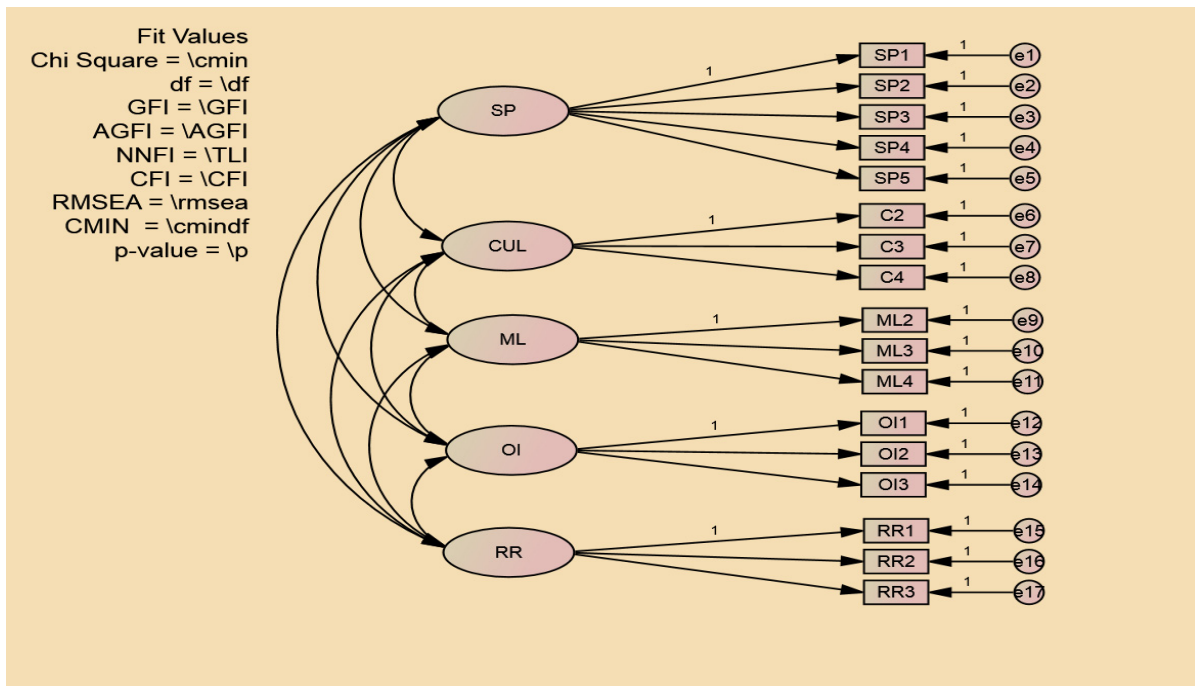 Fit Values
Chi Square = \cmin
df = \df
GFI = \GFI
AGFI = \AGFI
NNFI = \TLI
CFI = \CFI
RMSEA = \rmsea
CMIN = \cmindf
p-value = \p
SP
CUL
ML
OI
RR
1
1
1
1
1
SP1
1
e1
SP2
1
e2
SP3
1
e3
SP4
1
e4
SP5
1
e5
C2
1
e6
C3
1
e7
C4
1
e8
ML2
1
e9
ML3
1
e10
ML4
1
e11
OI1
1
e12
OI2
1
e13
OI3
1
e14
RR1
1
e15
RR2
1
e16
RR3
1
e17